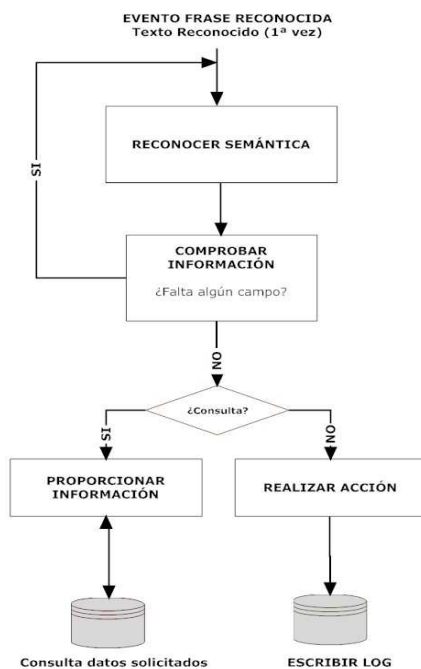 EVENTO FRASE RECONOCIDA
Texto Reconocido (1ª vez)
RECONOCER SEMÁNTICA
SI
COMPROBAR
INFORMACIÓN
¿Falta algún campo?
NO
¿Consulta?
SI
NO
PROPORCIONAR
INFORMACIÓN
REALIZAR ACCIÓN
Consulta datos solicitados
ESCRIBIR LOG